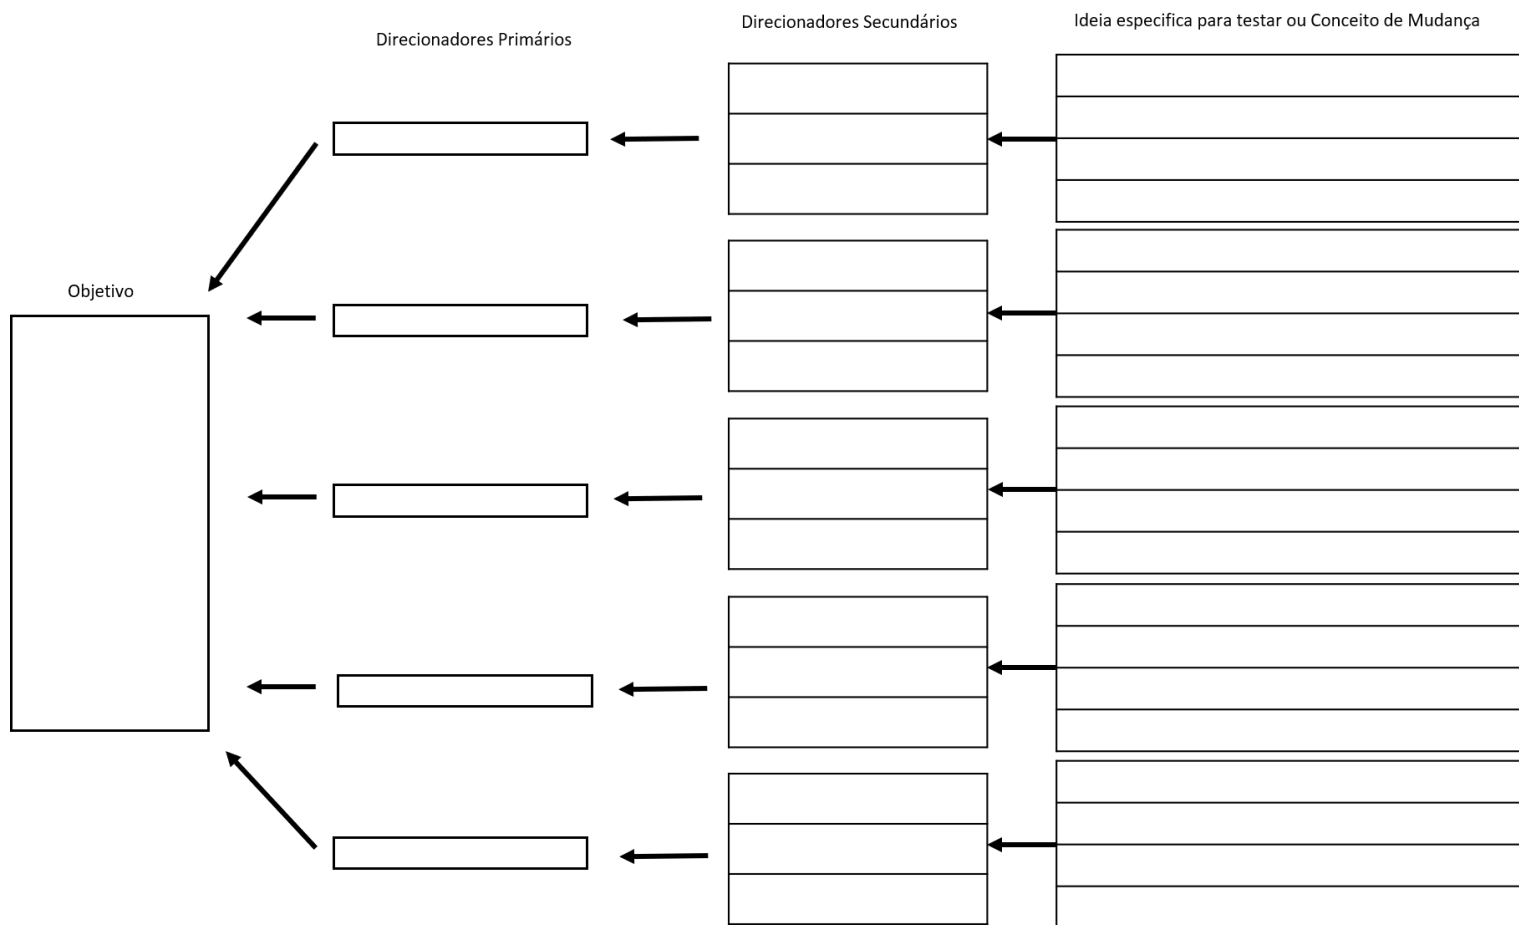 Direcionadores Primários
Direcionadores Secundários
Ideia especifica para testar ou Conceito de Mudança
Objetivo